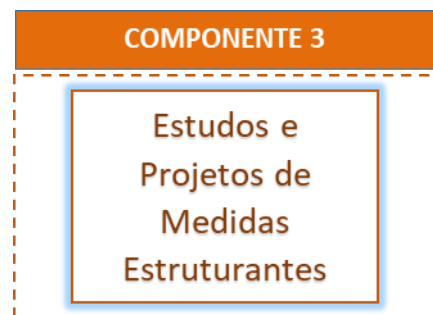 COMPONENTE 3
Estudos e
Projetos de
Medidas
Estruturantes